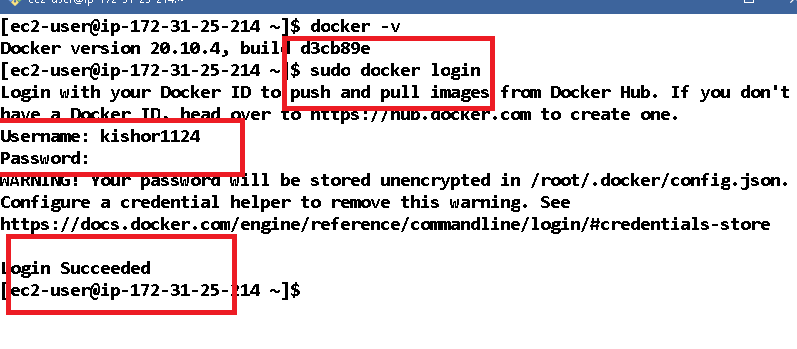 [ec2-user@ip-172-31-25-214 ~]$ docker -v
Docker version 20.10.4, build d3cb89e
[ec2-user@ip-172-31-25-214 ~]$ sudo docker login
Login with your Docker ID to push and pull images from Docker Hub. If you don't
have a Docker ID, head over to https://hub.docker.com to create one.
Username: kishor1124
Password:
WARNING! Your password will be stored unencrypted in /root/.docker/config.json.
Configure a credential helper to remove this warning. See
https://docs.docker.com/engine/reference/commandline/login/#credentials-store
Login Succeeded
[ec2-user@ip-172-31-25-214 ~]$